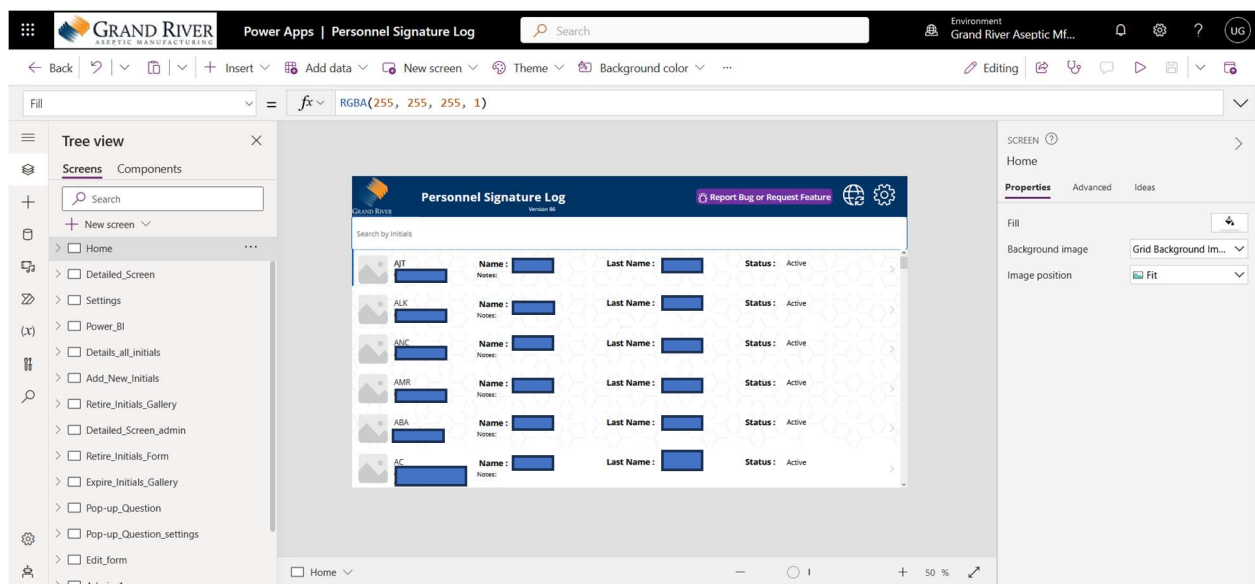 GRAND RIVER
ASEPTIC MANUFACTURING
Power Apps | Personnel Signature Log
Search
Environment
Grand River Aseptic Mf...
?
UG
Back
Insert
Add data
New screen
Theme
Background color
...
Editing
Fill
= fx RGBA(255, 255, 255, 1)
Tree view
Screens Components
Search
New screen
Home ...
Detailed_Screen
Settings
Power_BI
Details_all_initials
Add_New_Initials
Retire_Initials_Gallery
Detailed_Screen_admin
Retire_Initials_Form
Expire_Initials_Gallery
Pop-up_Question
Pop-up_Question_settings
Edit_form
GRAND RIVER
Personnel Signature Log
Version 86
Report Bug or Request Feature
Search by Initials
AJT Name : Last Name : Status : Active
Notes:
ALK Name : Last Name : Status : Active
Notes:
ANC Name : Last Name : Status : Active
Notes:
AMR Name : Last Name : Status : Active
Notes:
ABA Name : Last Name : Status : Active
Notes:
AC Name : Last Name : Status : Active
Notes:
Home
50 %
SCREEN ?
Home
Properties Advanced Ideas
Fill
Background image Grid Background Im...
Image position Fit